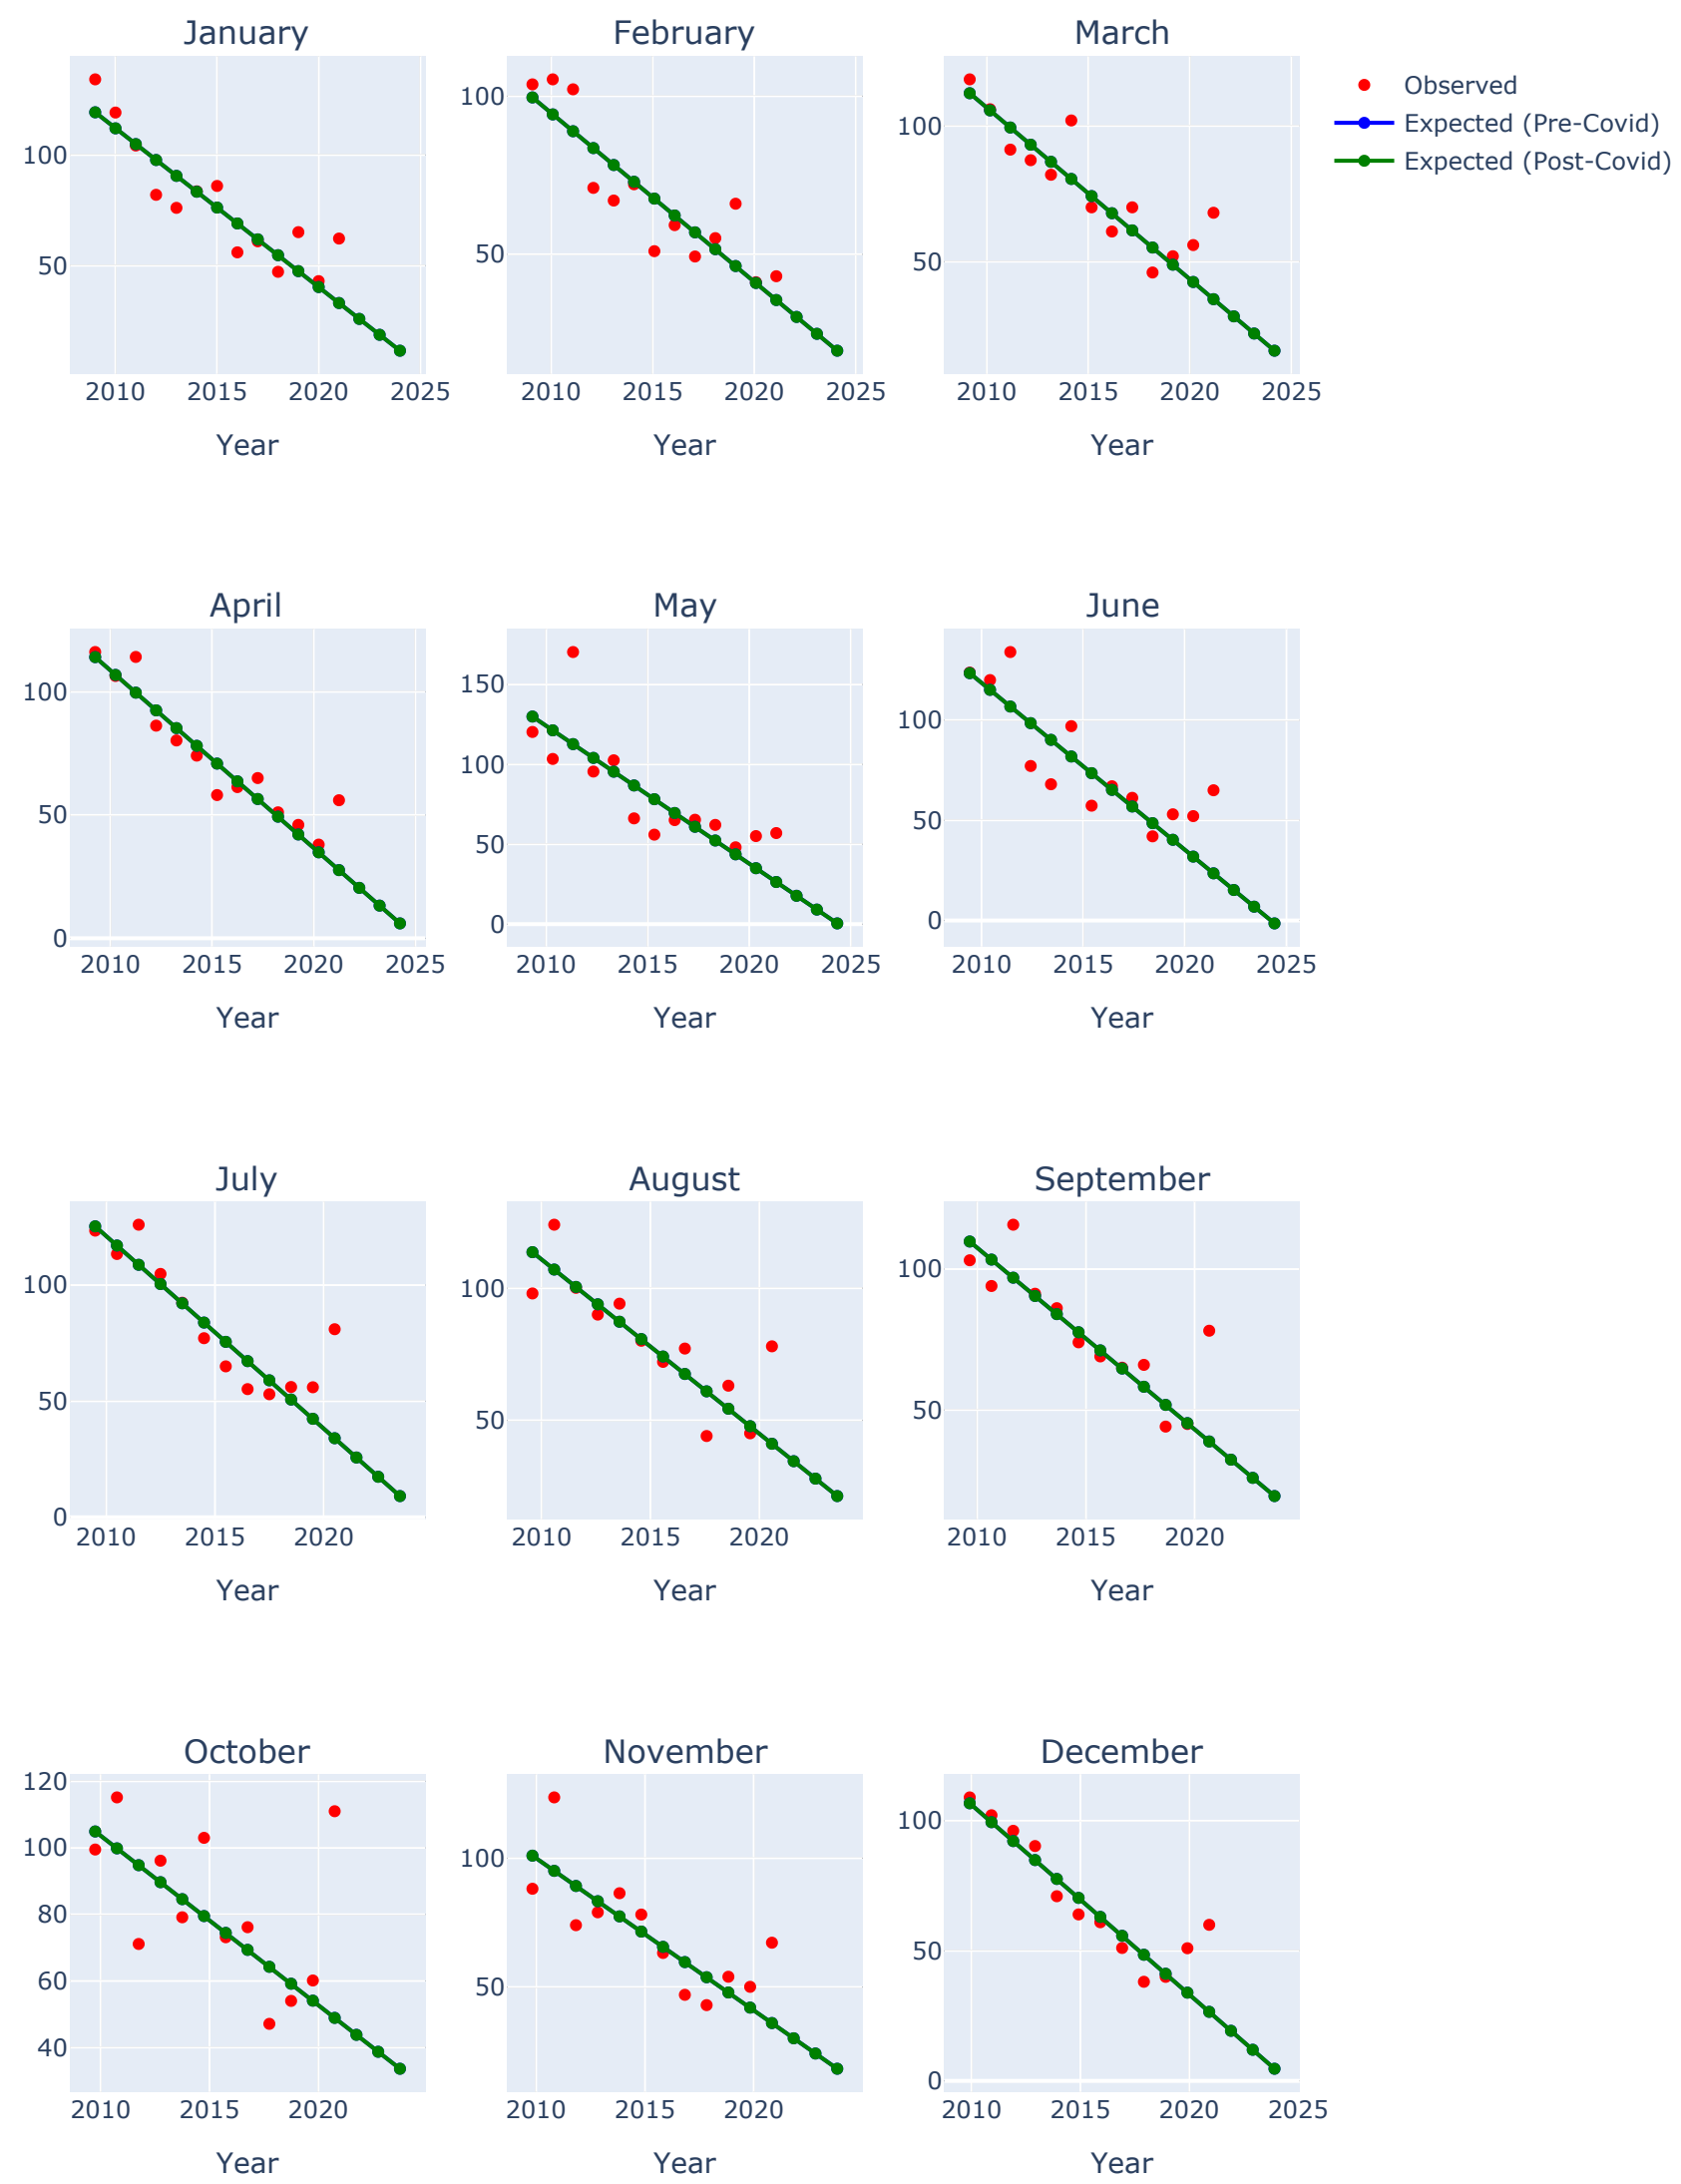 January February March
100
50
2010 2015 2020 2025
Year
100
50
2010 2015 2020 2025
Year
100
50
2010 2015 2020 2025
Year
Observed
Expected (Pre-Covid)
Expected (Post-Covid)
April May June
100
50
0
2010 2015 2020 2025
Year
150
100
50
0
2010 2015 2020 2025
Year
100
50
0
2010 2015 2020 2025
Year
July August September
100
50
0
2010 2015 2020
Year
100
50
2010 2015 2020
Year
100
50
2010 2015 2020
Year
October November December
120
100
80
60
40
2010 2015 2020
Year
100
50
2010 2015 2020
Year
100
50
0
2010 2015 2020 2025
Year